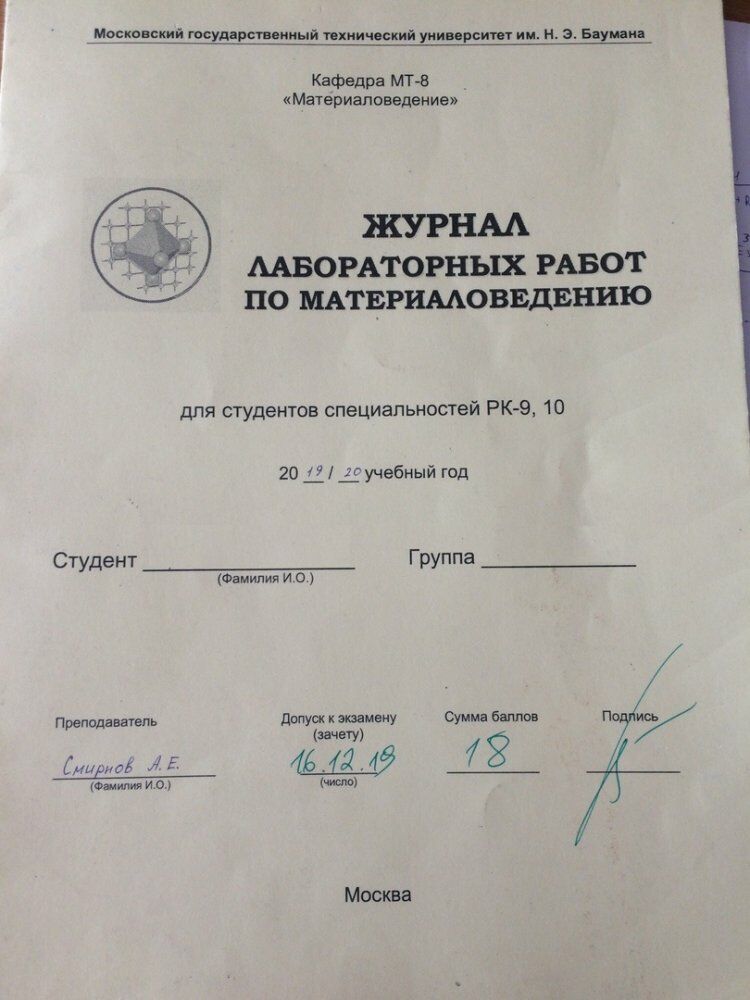 Московский государственный технический университет им. Н. Э. Баумана
Кафедра МТ-8
«Материаловедение»
ЖУРНАЛ
ЛАБОРАТОРНЫХ РАБОТ
ПО МАТЕРИАЛОВЕДЕНИЮ
для студентов специальностей РК-9, 10
20 19 / 20 учебный год
Студент Группа
(Фамилия И.О.)
Преподаватель Допуск к экзамену Сумма баллов Подпись
(зачету)
Смирнов А.Е. 16.12.19 18
(Фамилия И.О.) (число)
Москва